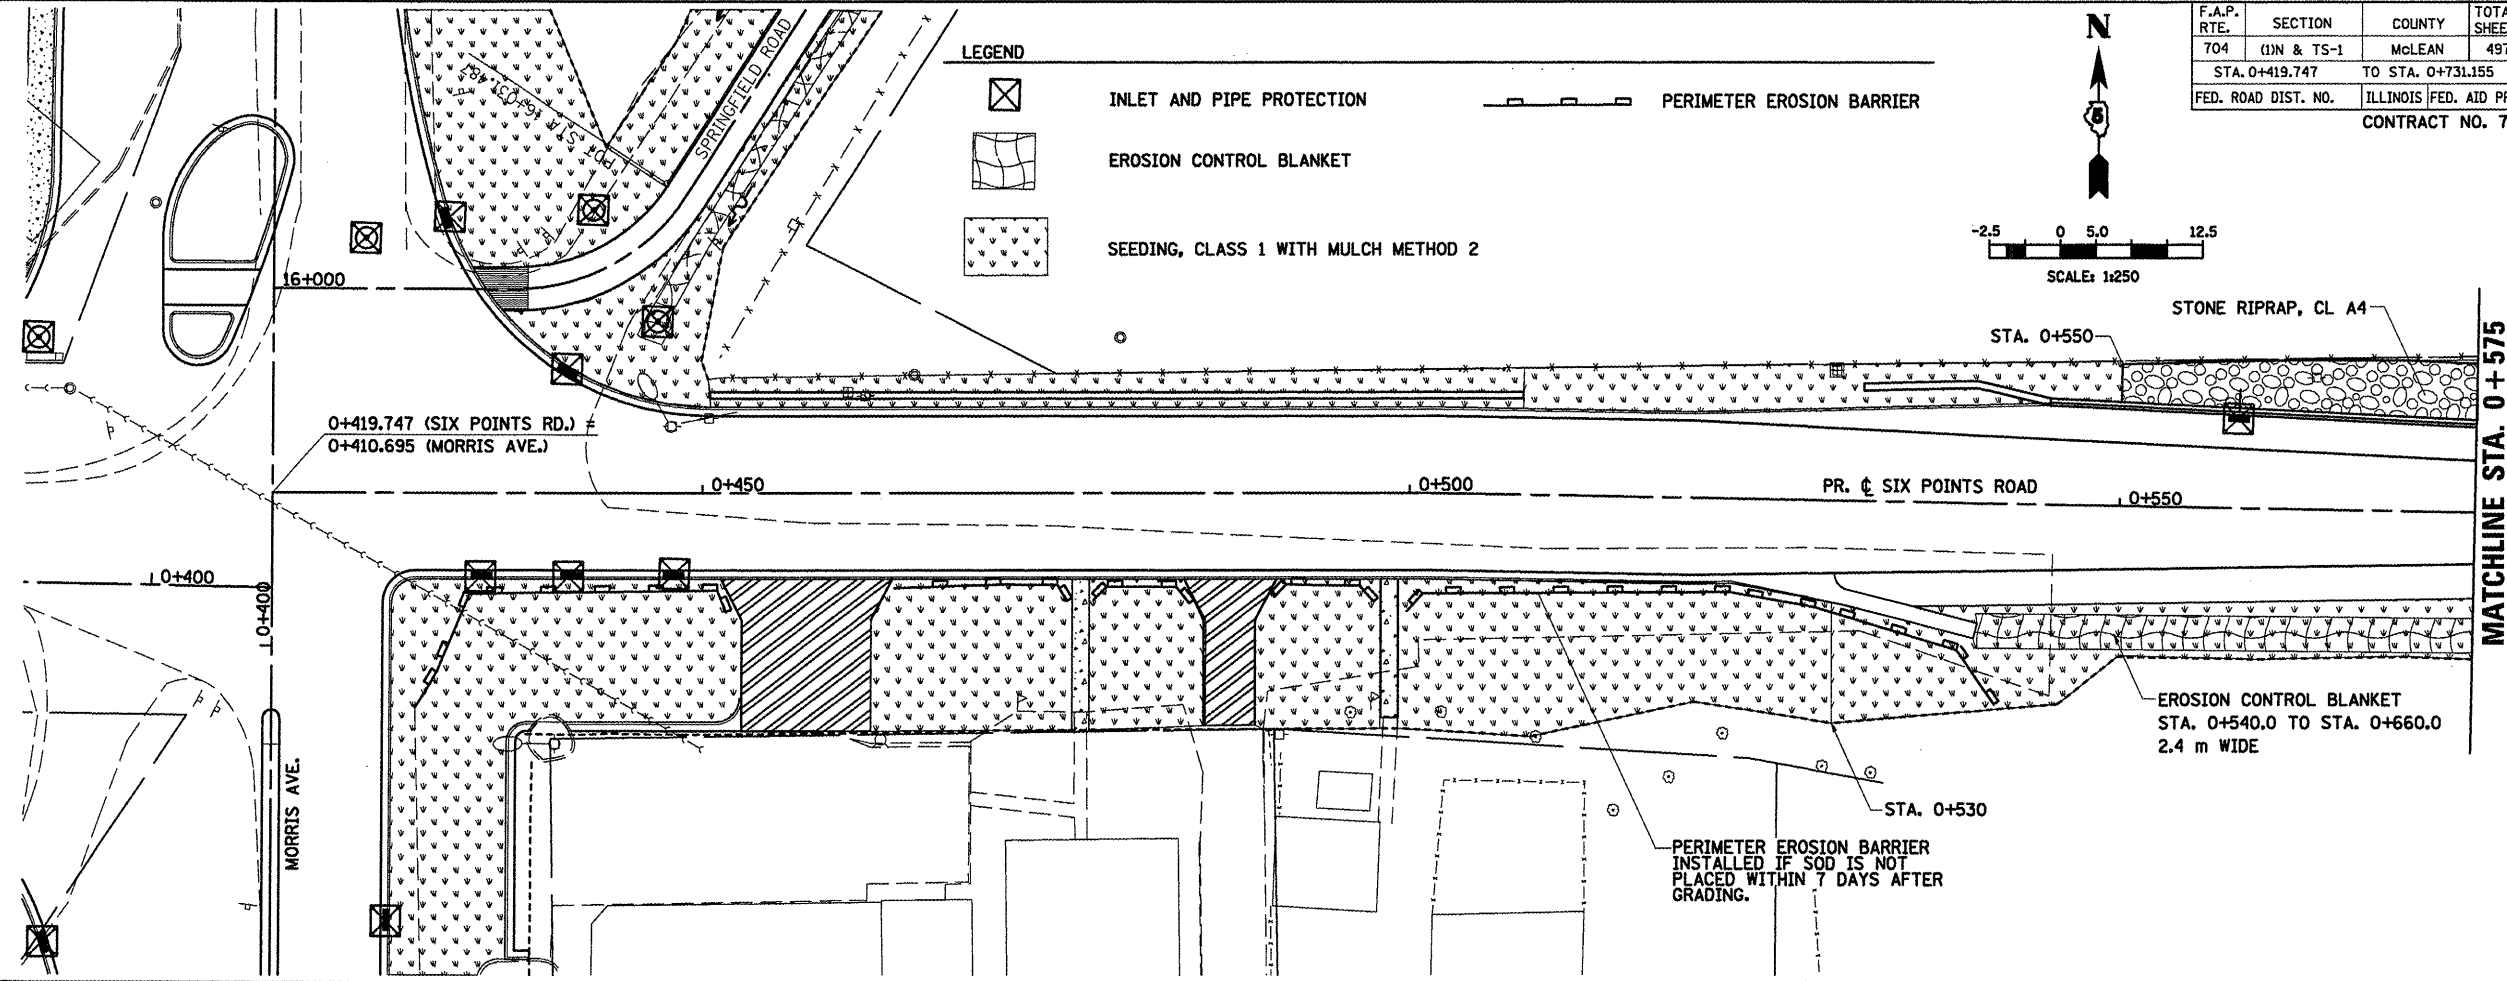 F.A.P. RTE. SECTION COUNTY
704 (1)N & TS-1 McLEAN 497
STA. 0+419.747 TO STA. 0+731.155
FED. ROAD DIST. NO. ILLINOIS FED. AID
CONTRACT NO. 7
N
5
LEGEND
INLET AND PIPE PROTECTION
PERIMETER EROSION BARRIER
EROSION CONTROL BLANKET
SEEDING, CLASS 1 WITH MULCH METHOD 2
-2.5 0 5.0 12.5
SCALE: 1:250
SPRINGFIELD ROAD
16+000
STONE RIPRAP, CL A4
STA. 0+550
MATCHLINE STA. 0+575
0+419.747 (SIX POINTS RD.) =
0+410.695 (MORRIS AVE.)
0+450
0+500
PR. ℄ SIX POINTS ROAD
0+550
0+400
0+400
MORRIS AVE.
EROSION CONTROL BLANKET
STA. 0+540.0 TO STA. 0+660.0
2.4 m WIDE
STA. 0+530
PERIMETER EROSION BARRIER
INSTALLED IF SOD IS NOT
PLACED WITHIN 7 DAYS AFTER
GRADING.